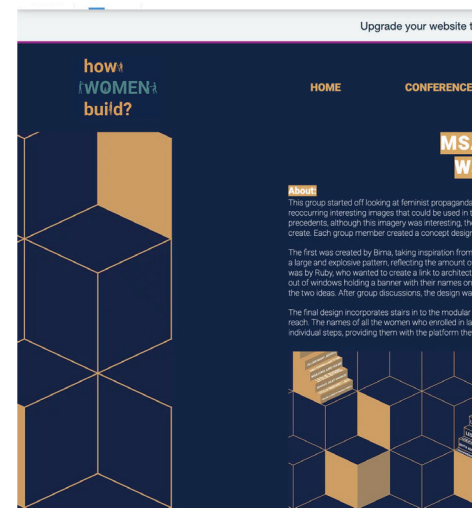 Upgrade your website t
how
WOMEN
build?
HOME
CONFERENCE
MSA
W
About:
This group started off looking at feminist propaganda
reoccurring interesting images that could be used in t
precedents, although this imagery was interesting, the
create. Each group member created a concept design
The first was created by Bima, taking inspiration from
a large and explosive pattern, reflecting the amount o
was by Ruby, who wanted to create a link to architect
out of windows holding a banner with their names on
the two ideas. After group discussions, the design wa
The final design incorporates stairs in to the modular
reach. The names of all the women who enrolled in la
individual steps, providing them with the platform the